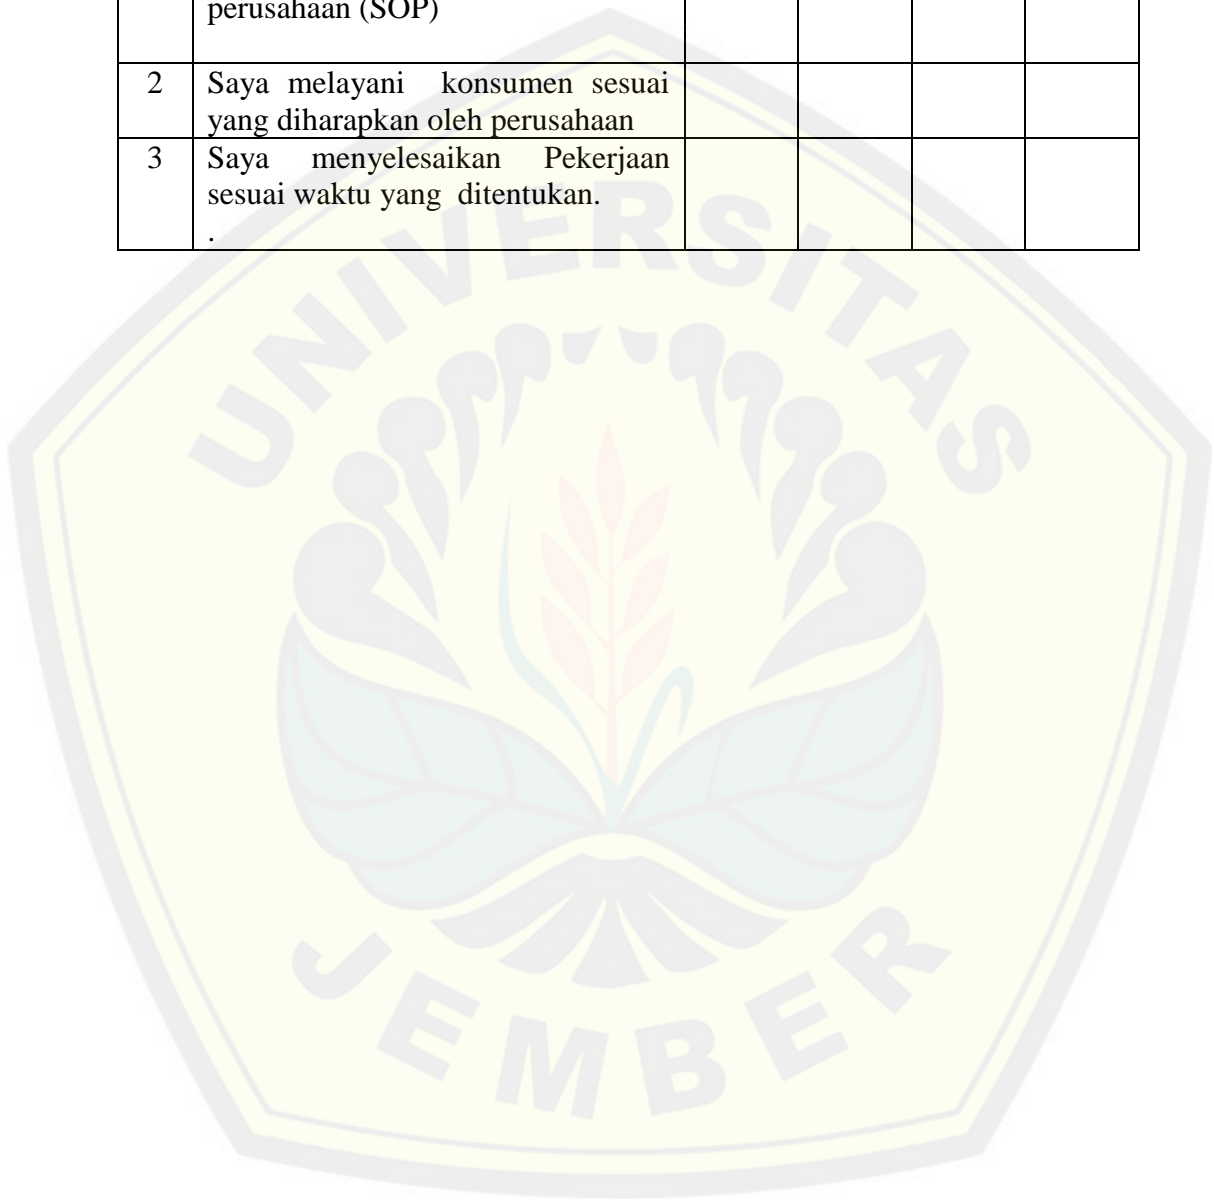 perusahaan (SOP)
2 Saya melayani konsumen sesuai
yang diharapkan oleh perusahaan
3 Saya menyelesaikan Pekerjaan
sesuai waktu yang ditentukan.
.
UNIVERSITAS
JEMBER